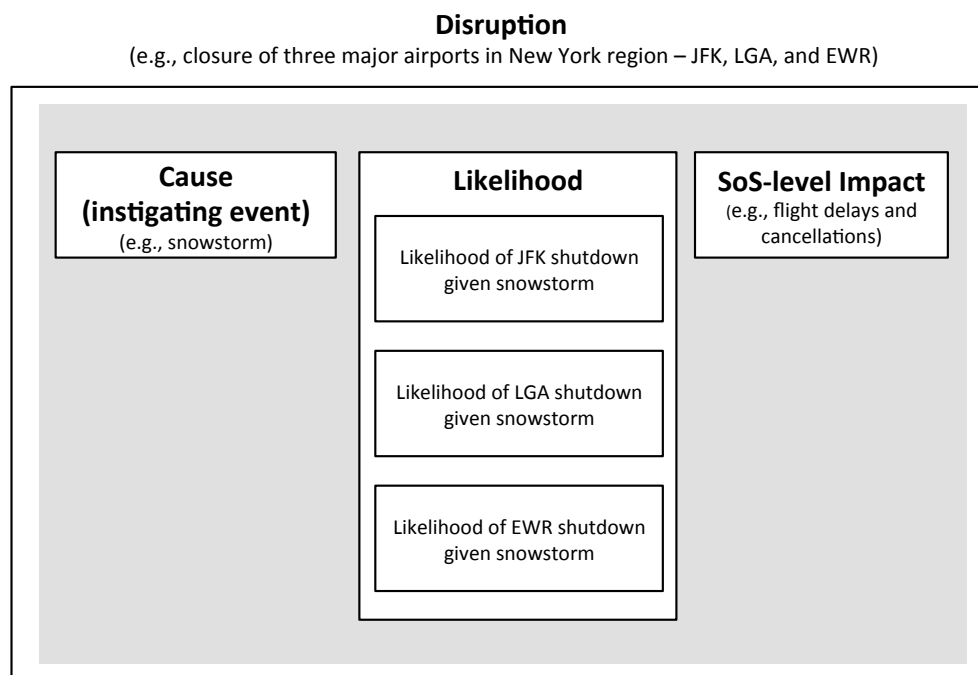 Disruption
(e.g., closure of three major airports in New York region – JFK, LGA, and EWR)
Cause
(instigating event)
(e.g., snowstorm)
Likelihood
Likelihood of JFK shutdown
given snowstorm
Likelihood of LGA shutdown
given snowstorm
Likelihood of EWR shutdown
given snowstorm
SoS-level Impact
(e.g., flight delays and
cancellations)